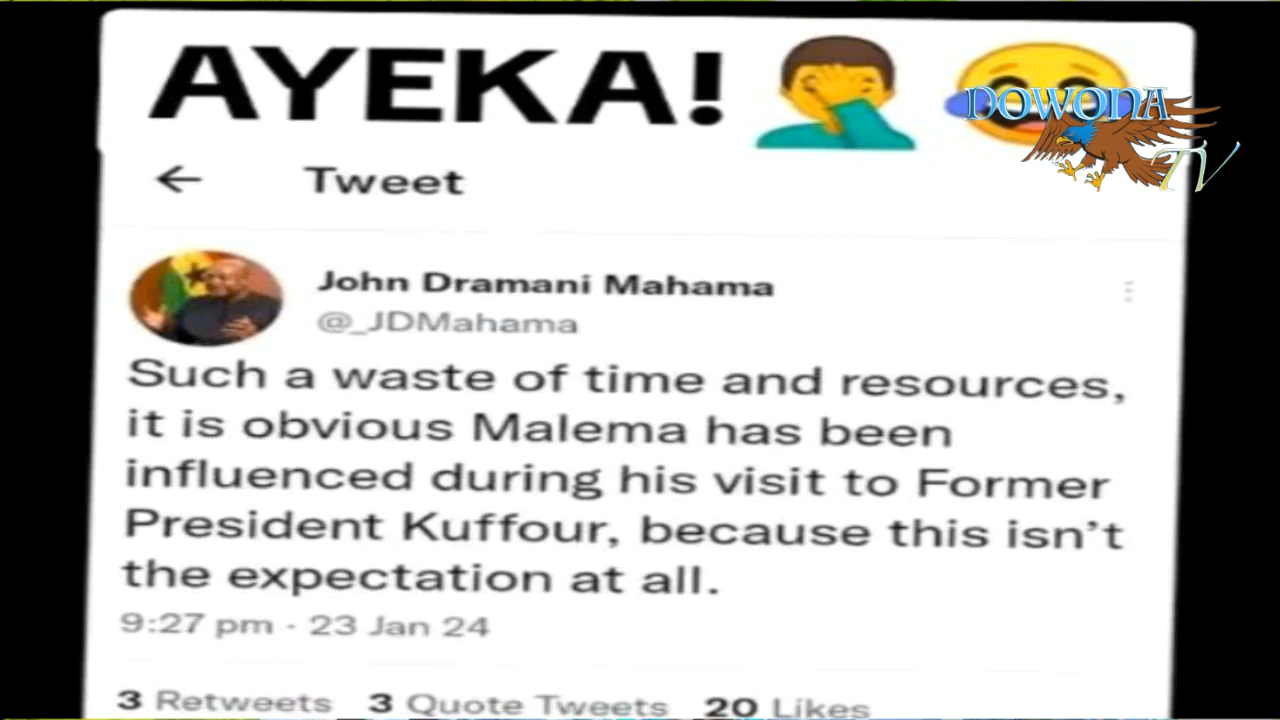 AYEKA!
DOWONA
TV
Tweet
John Dramani Mahama
@_JDMahama
Such a waste of time and resources,
it is obvious Malema has been
influenced during his visit to Former
President Kuffour, because this isn't
the expectation at all.
9:27 pm · 23 Jan 24
3 Retweets 3 Quote Tweets 20 Likes